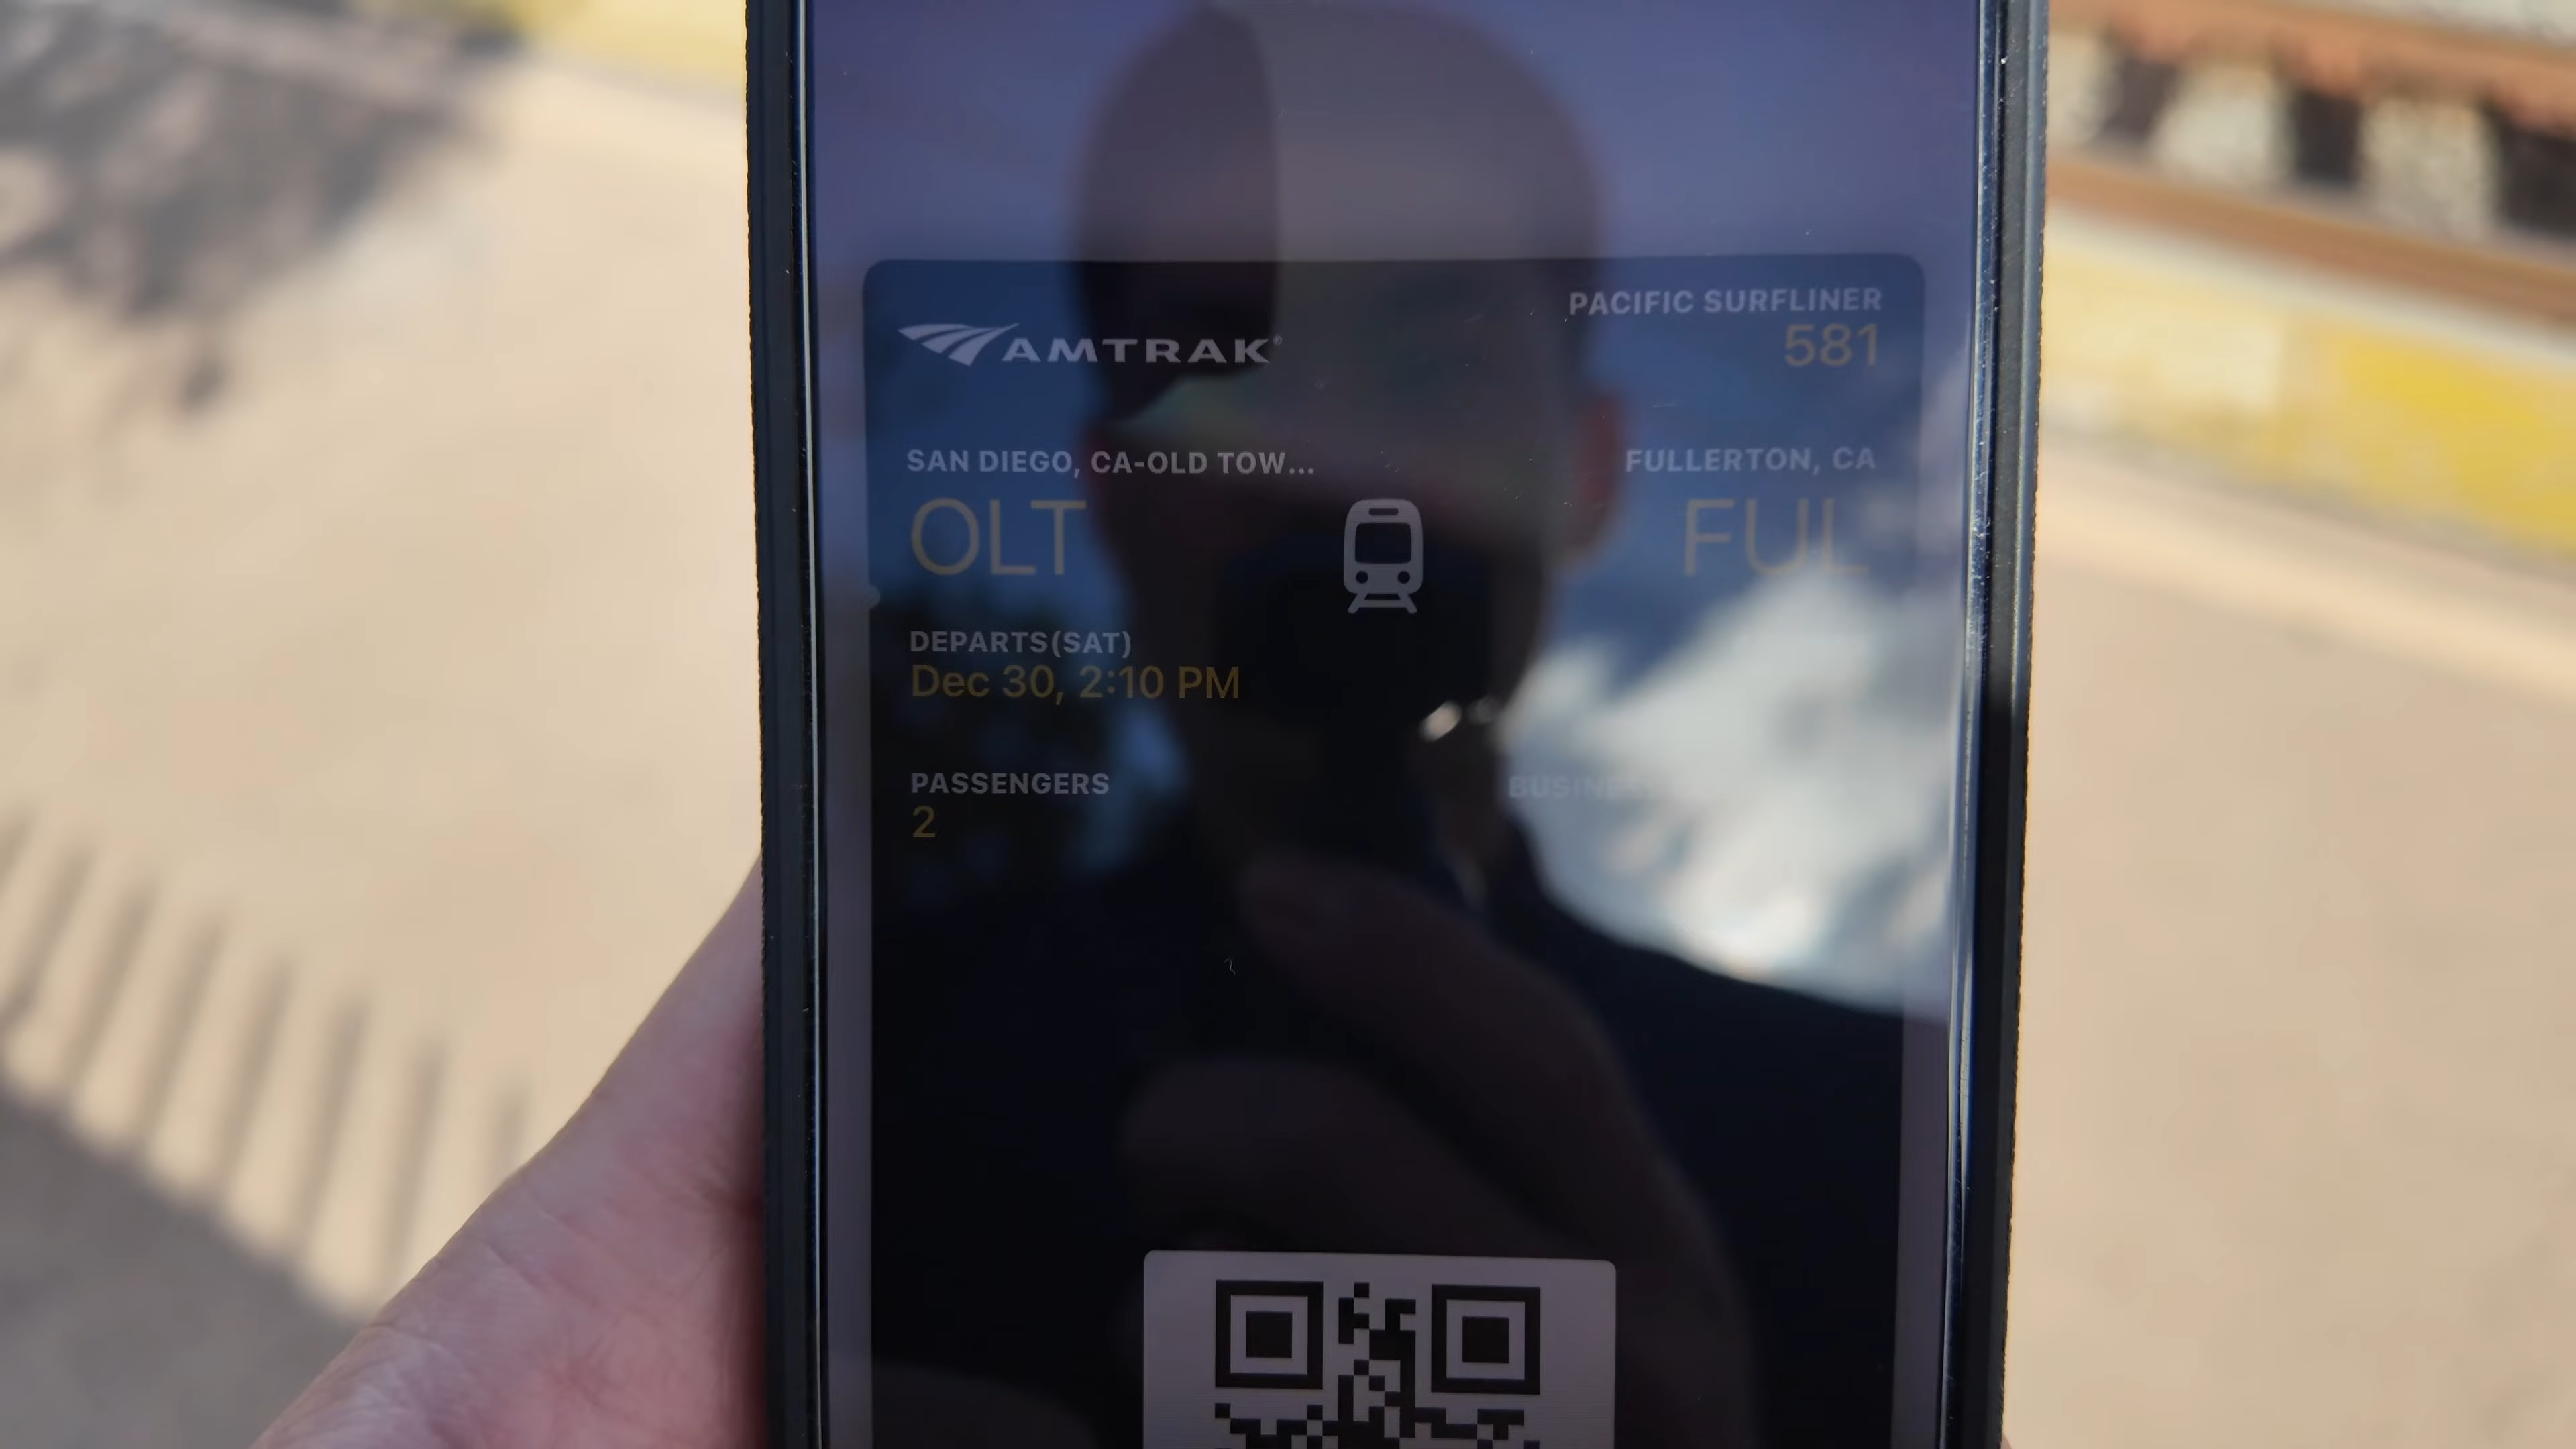 AMTRAK®
PACIFIC SURFLINER
581
SAN DIEGO, CA-OLD TOW...
FULLERTON, CA
OLT
FUL
DEPARTS(SAT)
Dec 30, 2:10 PM
PASSENGERS
2